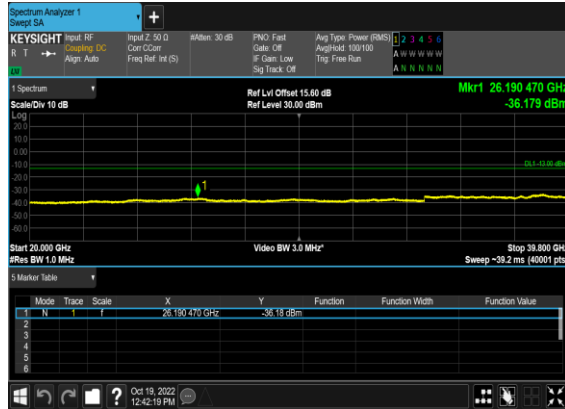 Spectrum Analyzer 1
Swept SA
+
KEYSIGHT Input: RF Input Z: 50 Ω #Atten: 30 dB PNO: Fast Avg Type: Power (RMS) 1 2 3 4 5 6
R T Coupling: DC Corr CCorr Gate: Off Avg|Hold: 100/100 A W W W W W
Align: Auto Freq Ref: Int (S) IF Gain: Low Trig: Free Run
Sig Track: Off A N N N N N
1 Spectrum Ref Lvl Offset 15.60 dB Mkr1 26.190 470 GHz
Scale/Div 10 dB Ref Level 30.00 dBm -36.179 dBm
Log
20.0
10.0
0.00
-10.0 DL1 -13.00 dBm
-20.0
-30.0 1
-40.0
-50.0
-60.0
Start 20.000 GHz Video BW 3.0 MHz* Stop 39.800 GHz
#Res BW 1.0 MHz Sweep ~39.2 ms (40001 pts)
5 Marker Table
Mode Trace Scale X Y Function Function Width Function Value
1 N 1 f 26.190 470 GHz -36.18 dBm
2
3
4
5
6
? Oct 19, 2022
12:42:19 PM